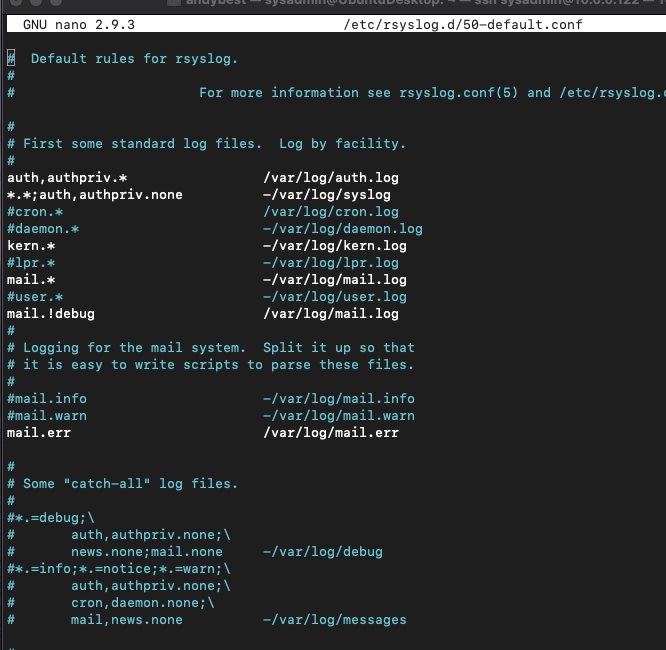 andybest — sysadmin@UbuntuDesktop: ~ — ssh sysadmin@10.0.0.122 —
GNU nano 2.9.3 /etc/rsyslog.d/50-default.conf
#  Default rules for rsyslog.
#
#                       For more information see rsyslog.conf(5) and /etc/rsyslog.
#
# First some standard log files.  Log by facility.
#
auth,authpriv.*                 /var/log/auth.log
*.*;auth,authpriv.none          -/var/log/syslog
#cron.*                         /var/log/cron.log
#daemon.*                       -/var/log/daemon.log
kern.*                          -/var/log/kern.log
#lpr.*                          -/var/log/lpr.log
mail.*                          -/var/log/mail.log
#user.*                         -/var/log/user.log
mail.!debug                     /var/log/mail.log
#
# Logging for the mail system.  Split it up so that
# it is easy to write scripts to parse these files.
#
#mail.info                      -/var/log/mail.info
#mail.warn                      -/var/log/mail.warn
mail.err                        /var/log/mail.err
#
# Some "catch-all" log files.
#
#*.=debug;\
#       auth,authpriv.none;\
#       news.none;mail.none     -/var/log/debug
#*.=info;*.=notice;*.=warn;\
#       auth,authpriv.none;\
#       cron,daemon.none;\
#       mail,news.none          -/var/log/messages
#